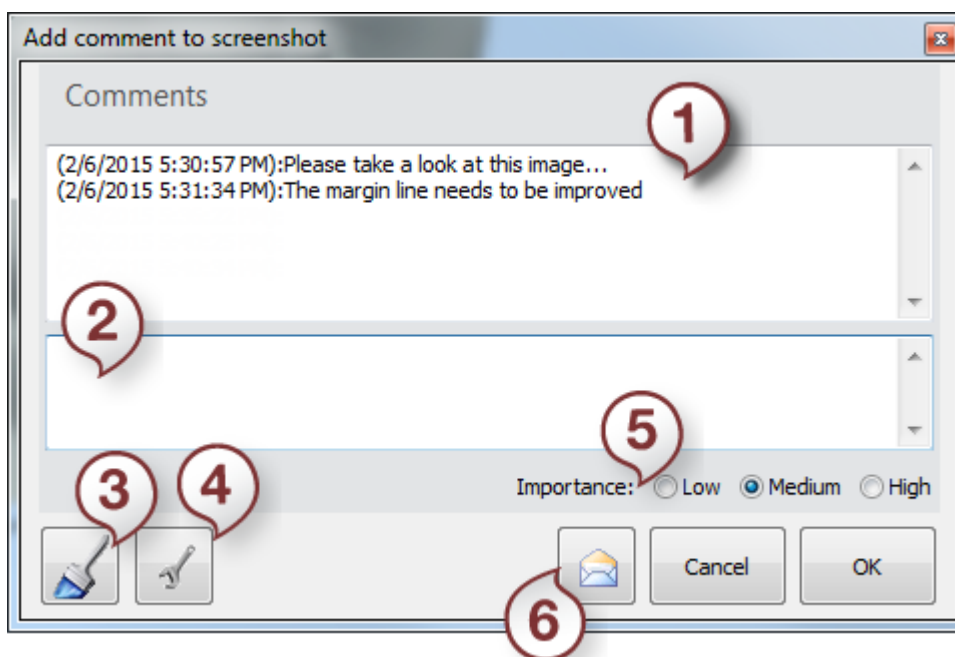 Add comment to screenshot
Comments
1
(2/6/2015 5:30:57 PM):Please take a look at this image...
(2/6/2015 5:31:34 PM):The margin line needs to be improved
2
5
Importance: Low Medium High
3
4
Cancel
OK
6